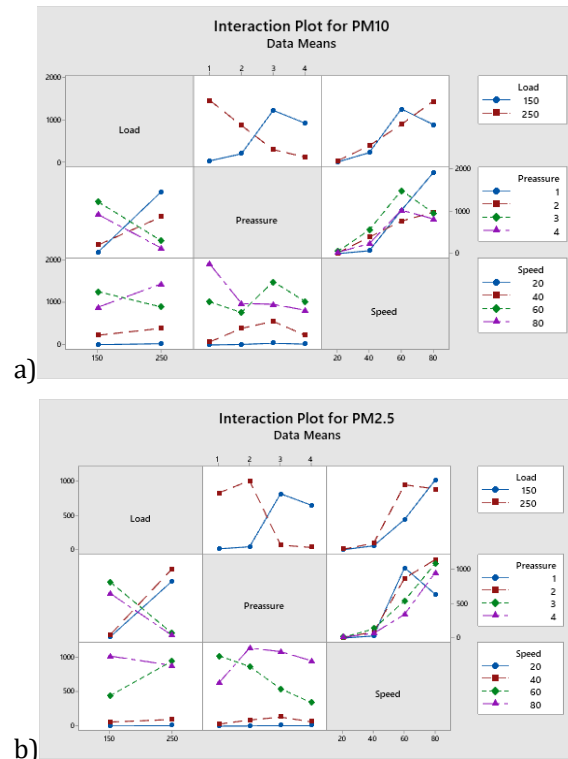 Interaction Plot for PM10
Data Means
1 2 3 4
2000
1000
0
Load
Load
150
250
Preassure
2000
1000
0
Preassure
1
2
3
4
2000
1000
0
Speed
Speed
20
40
60
80
150 250
20 40 60 80
a)
Interaction Plot for PM2.5
Data Means
1 2 3 4
1000
500
0
Load
Load
150
250
Preassure
1000
500
0
Preassure
1
2
3
4
1000
500
0
Speed
Speed
20
40
60
80
150 250
20 40 60 80
b)